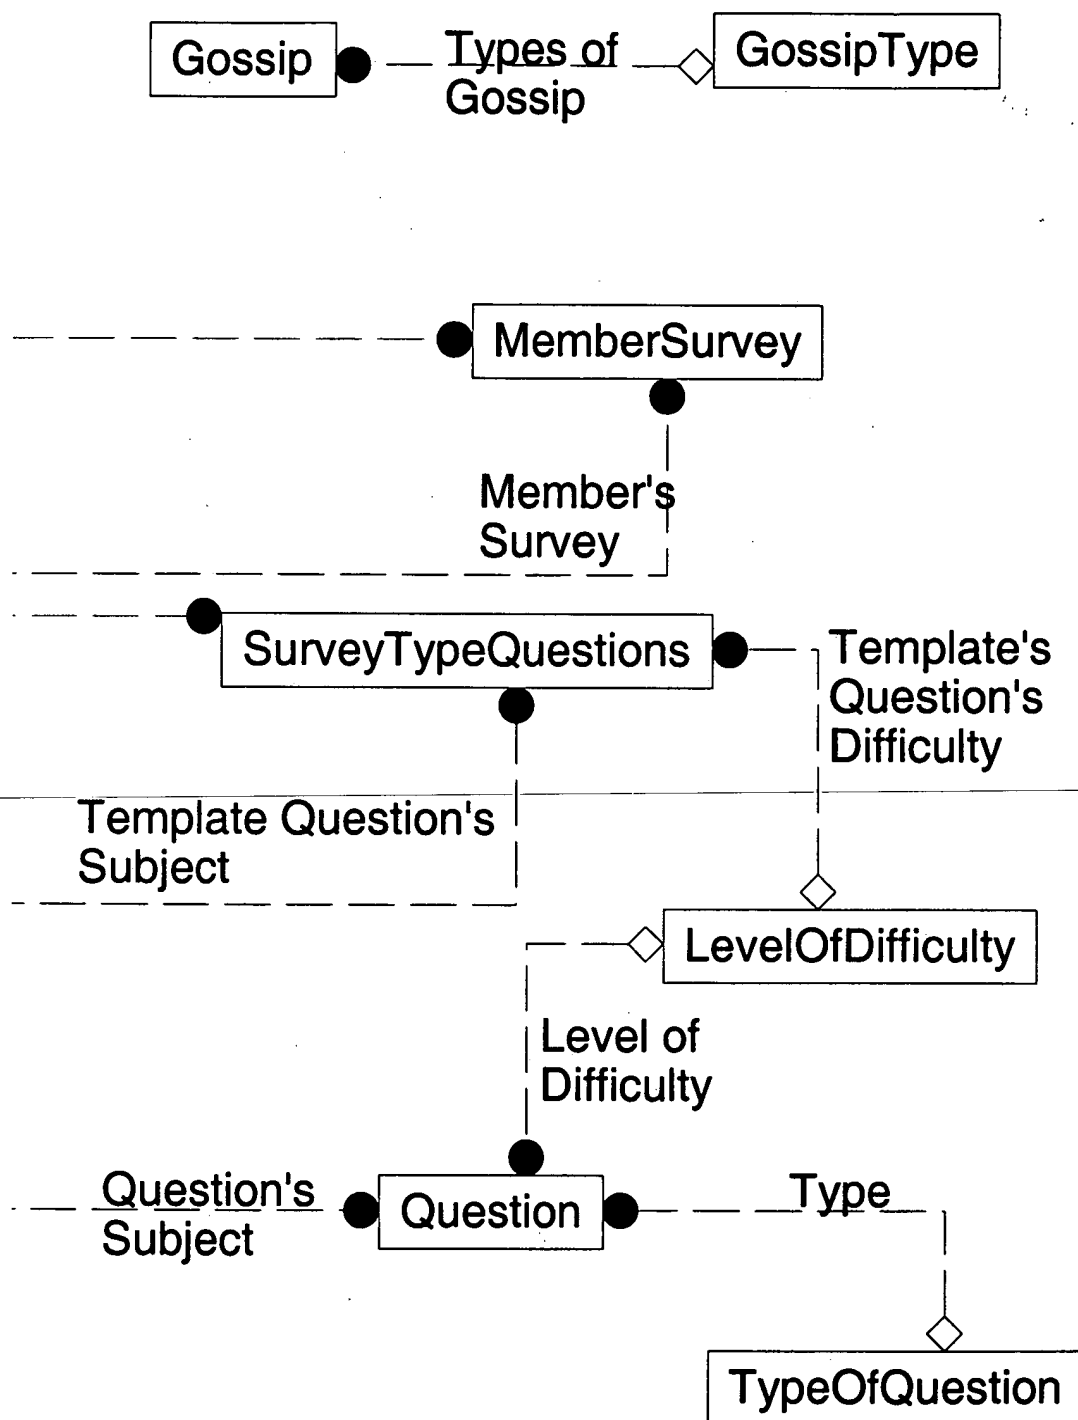 Gossip
Types of
Gossip
GossipType
MemberSurvey
Member's
Survey
SurveyTypeQuestions
Template's
Question's
Difficulty
Template Question's
Subject
LevelOfDifficulty
Level of
Difficulty
Question's
Subject
Question
Type
TypeOfQuestion